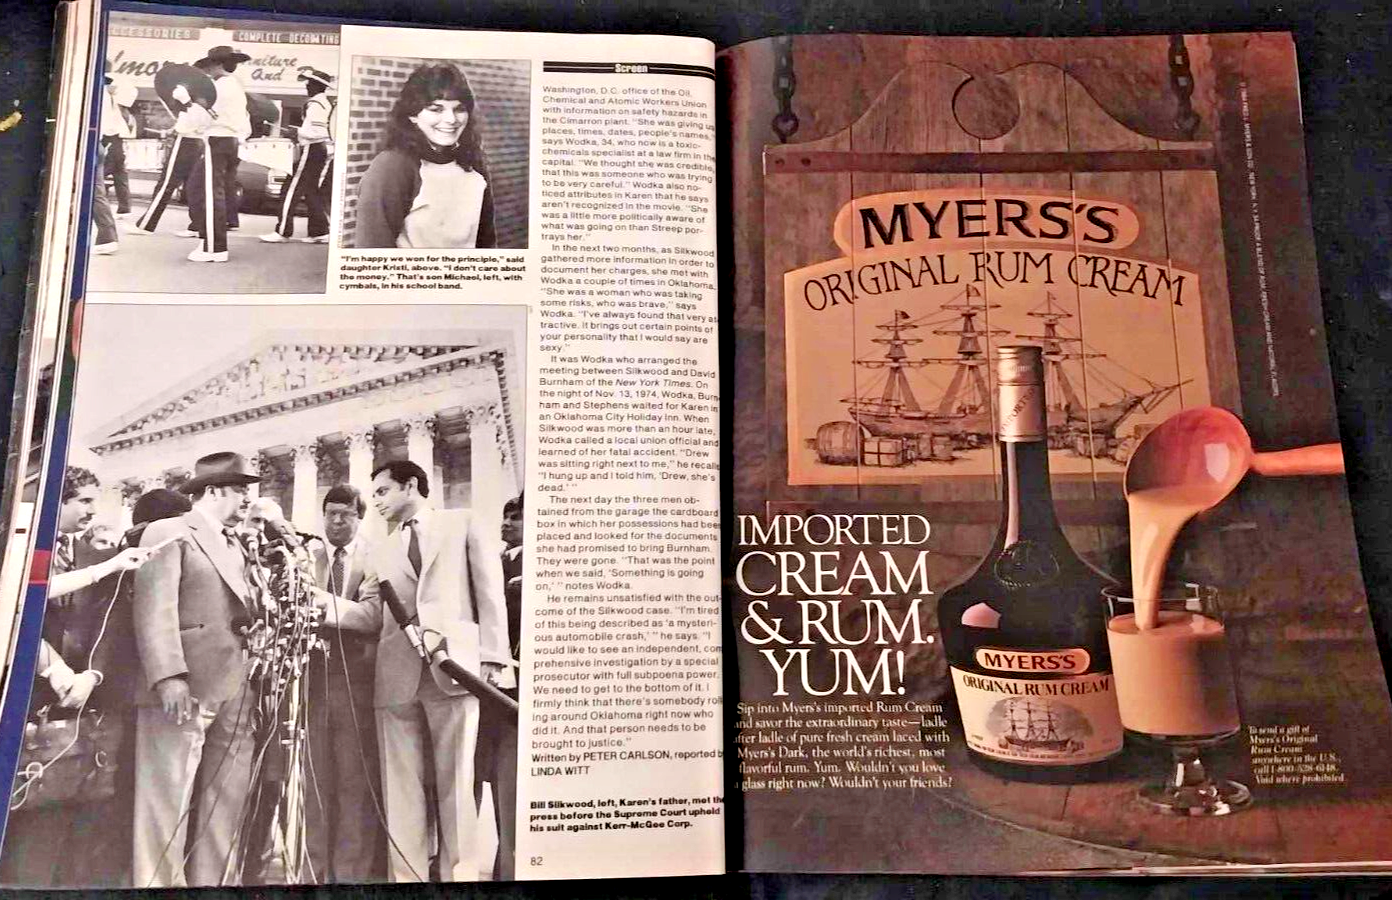 ACCESSORIES
COMPLETE DECORATING
lmo
rniture
And
"I'm happy we won for the principle," said
daughter Kristi, above. "I don't care about
the money." That's son Michael, left, with
cymbals, in his school band.
Screen
Washington, D.C. office of the Oil,
Chemical and Atomic Workers Union
with information on safety hazards in
the Cimarron plant. "She was giving us
places, times, dates, people's names,"
says Wodka, 34, who now is a toxic-
chemicals specialist at a law firm in the
capital. "We thought she was credible,
that this was someone who was trying
to be very careful." Wodka also no-
ticed attributes in Karen that he says
aren't recognized in the movie. "She
was a little more politically aware of
what was going on than Streep por-
trays her."
In the next two months, as Silkwood
gathered more information in order to
document her charges, she met with
Wodka a couple of times in Oklahoma.
"She was a woman who was taking
some risks, who was brave," says
Wodka. "I've always found that very at-
tractive. It brings out certain points of
your personality that I would say are
sexy."
It was Wodka who arranged the
meeting between Silkwood and David
Burnham of the New York Times. On
the night of Nov. 13, 1974, Wodka, Burn-
ham and Stephens waited for Karen in
an Oklahoma City Holiday Inn. When
Silkwood was more than an hour late,
Wodka called a local union official and
learned of her fatal accident. "Drew
was sitting right next to me," he recalls
"I hung up and I told him, 'Drew, she's
dead.' "
The next day the three men ob-
tained from the garage the cardboard
box in which her possessions had been
placed and looked for the documents
she had promised to bring Burnham.
They were gone. "That was the point
when we said, 'Something is going
on,' " notes Wodka.
He remains unsatisfied with the out-
come of the Silkwood case. "I'm tired
of this being described as 'a mysteri-
ous automobile crash,' " he says. "I
would like to see an independent, com
prehensive investigation by a special
prosecutor with full subpoena power.
We need to get to the bottom of it. I
firmly think that there's somebody roll
ing around Oklahoma right now who
did it. And that person needs to be
brought to justice."
Written by PETER CARLSON, reported b
LINDA WITT
Bill Silkwood, left, Karen's father, met the
press before the Supreme Court upheld
his suit against Kerr-McGee Corp.
82
MYERS'S
ORIGINAL RUM CREAM
IMPORTED
CREAM
& RUM.
YUM!
Sip into Myers's imported Rum Cream
and savor the extraordinary taste—ladle
after ladle of pure fresh cream laced with
Myers's Dark, the world's richest, most
flavorful rum. Yum. Wouldn't you love
a glass right now? Wouldn't your friends?
MYERS'S
ORIGINAL RUM CREAM
To send a gift of
Myers's Original
Rum Cream
anywhere in the U.S.,
call 1-800-528-6148.
Void where prohibited.